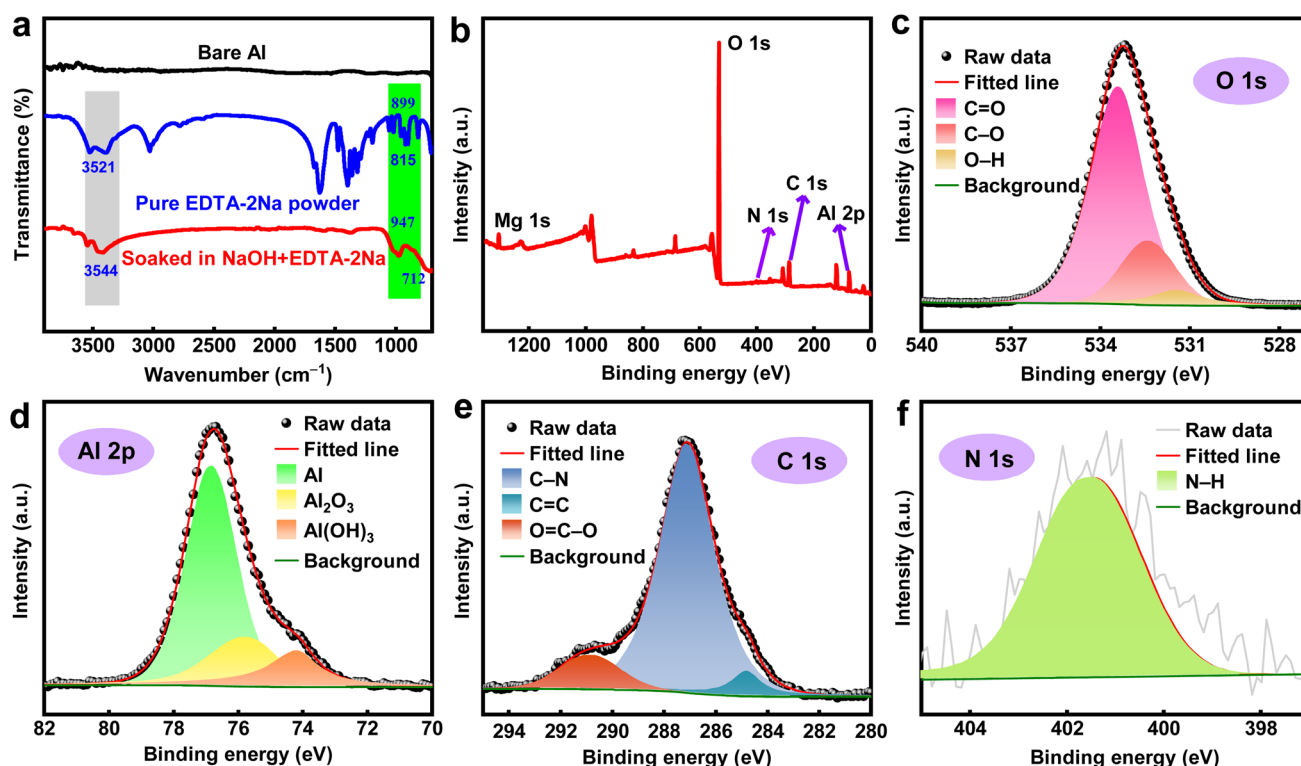 a
Bare Al
899
3521
815
Pure EDTA-2Na powder
947
Soaked in NaOH+EDTA-2Na
3544
712
Transmittance (%)
3500 3000 2500 2000 1500 1000
Wavenumber (cm⁻¹)
b
O 1s
C 1s
N 1s
Al 2p
Mg 1s
Intensity (a.u.)
1200 1000 800 600 400 200 0
Binding energy (eV)
c
Raw data
Fitted line
C=O
C–O
O–H
Background
O 1s
Intensity (a.u.)
540 537 534 531 528
Binding energy (eV)
d
Al 2p
Raw data
Fitted line
Al
Al₂O₃
Al(OH)₃
Background
Intensity (a.u.)
82 80 78 76 74 72 70
Binding energy (eV)
e
Raw data
Fitted line
C–N
C=C
O=C–O
Background
C 1s
Intensity (a.u.)
294 292 290 288 286 284 282 280
Binding energy (eV)
f
N 1s
Raw data
Fitted line
N–H
Background
Intensity (a.u.)
404 402 400 398
Binding energy (eV)